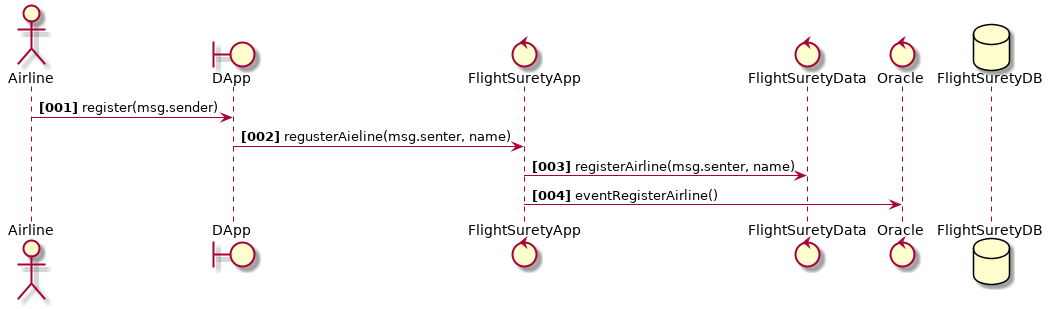 Airline DApp FlightSuretyApp FlightSuretyData Oracle FlightSuretyDB
[001] register(msg.sender)
[002] regusterAieline(msg.senter, name)
[003] registerAirline(msg.senter, name)
[004] eventRegisterAirline()
Airline DApp FlightSuretyApp FlightSuretyData Oracle FlightSuretyDB